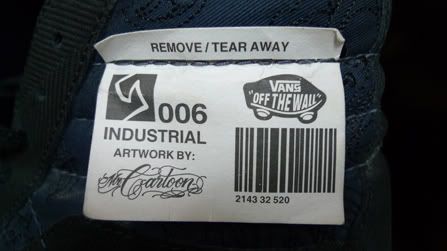 REMOVE / TEAR AWAY
006
INDUSTRIAL
ARTWORK BY:
Mr. Cartoon
VANS
"OFF THE WALL"
2143 32 520